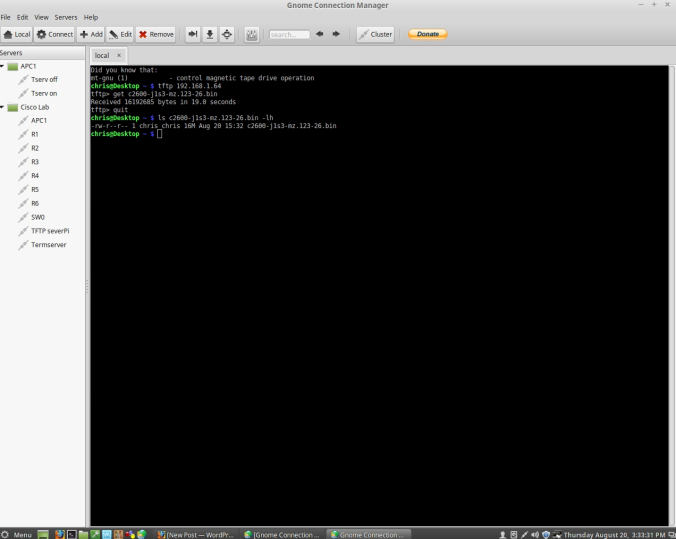 Gnome Connection Manager
File Edit View Servers Help
Local Connect Add Edit Remove search... Cluster Donate
Servers
local
APC1
Tserv off
Tserv on
Cisco Lab
APC1
R1
R2
R3
R4
R5
R6
SW0
TFTP severPi
Termserver
Did you know that:
mt-gnu (1) - control magnetic tape drive operation
chris@Desktop ~ $ tftp 192.168.1.64
tftp> get c2600-j1s3-mz.123-26.bin
Received 16192685 bytes in 19.0 seconds
tftp> quit
chris@Desktop ~ $ ls c2600-j1s3-mz.123-26.bin -lh
-rw-r--r-- 1 chris chris 16M Aug 20 15:32 c2600-j1s3-mz.123-26.bin
chris@Desktop ~ $
Menu [New Post — WordPr... [Gnome Connection ... Gnome Connection ... Thursday August 20, 3:33:31 PM